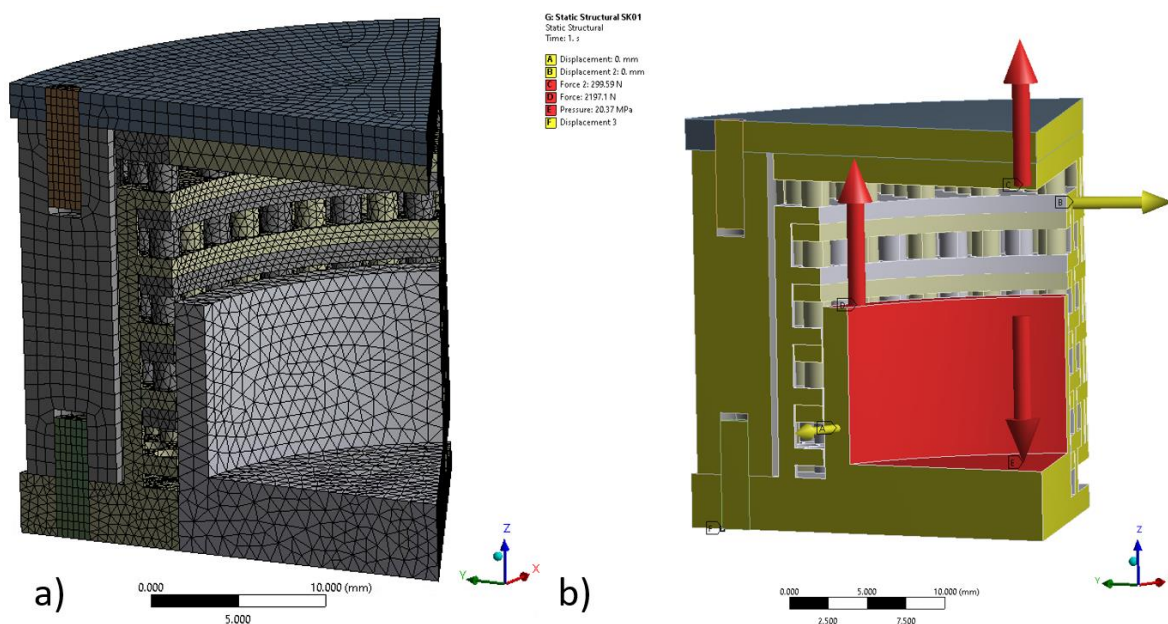 G: Static Structural SK01
Static Structural
Time: 1. s
A Displacement: 0. mm
B Displacement 2: 0. mm
C Force 2: 299.59 N
D Force: 2197.1 N
E Pressure: 20.37 MPa
F Displacement 3
C
B
D
A
E
F
Z
Y
X
Z
Y
a)
0.000
10.000 (mm)
5.000
b)
0.000
5.000
10.000 (mm)
2.500
7.500